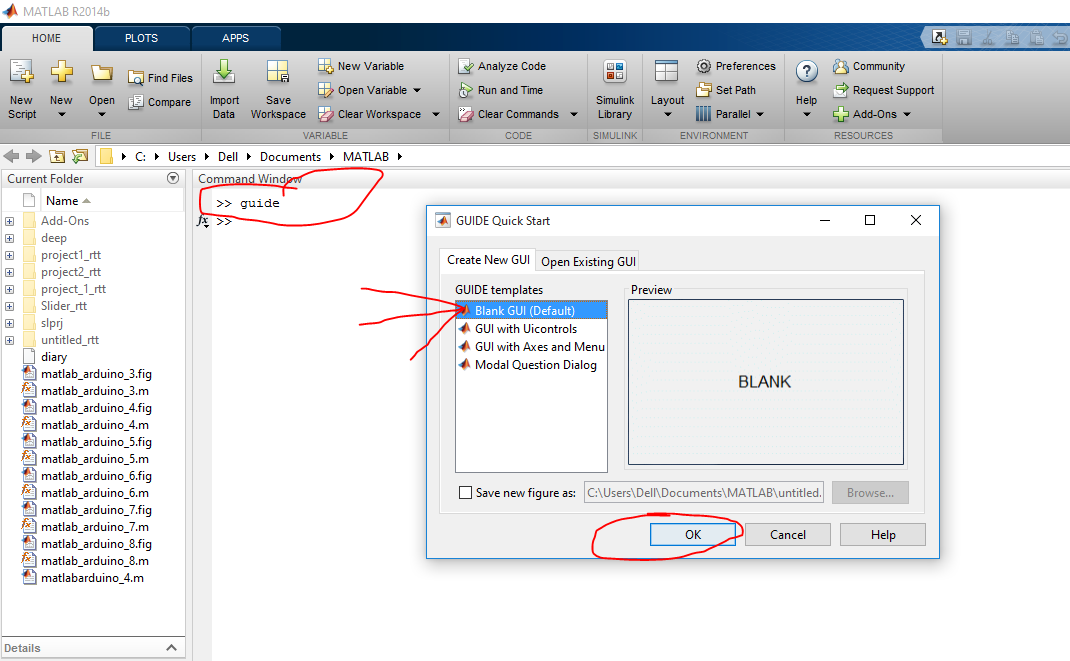 MATLAB R2014b
HOME PLOTS APPS
New Script
New
Open
Find Files
Compare
Import Data
Save Workspace
New Variable
Open Variable
Clear Workspace
Analyze Code
Run and Time
Clear Commands
Simulink Library
Layout
Preferences
Set Path
Parallel
Help
Community
Request Support
Add-Ons
FILE VARIABLE CODE SIMULINK ENVIRONMENT RESOURCES
C: Users Dell Documents MATLAB
Current Folder
Name
Add-Ons
deep
project1_rtt
project2_rtt
project_1_rtt
Slider_rtt
slprj
untitled_rtt
diary
matlab_arduino_3.fig
matlab_arduino_3.m
matlab_arduino_4.fig
matlab_arduino_4.m
matlab_arduino_5.fig
matlab_arduino_5.m
matlab_arduino_6.fig
matlab_arduino_6.m
matlab_arduino_7.fig
matlab_arduino_7.m
matlab_arduino_8.fig
matlab_arduino_8.m
matlabarduino_4.m
Details
Command Window
>> guide
fx >>
GUIDE Quick Start
Create New GUI Open Existing GUI
GUIDE templates
Blank GUI (Default)
GUI with Uicontrols
GUI with Axes and Menu
Modal Question Dialog
Preview
BLANK
Save new figure as: C:\Users\Dell\Documents\MATLAB\untitled. Browse...
OK Cancel Help